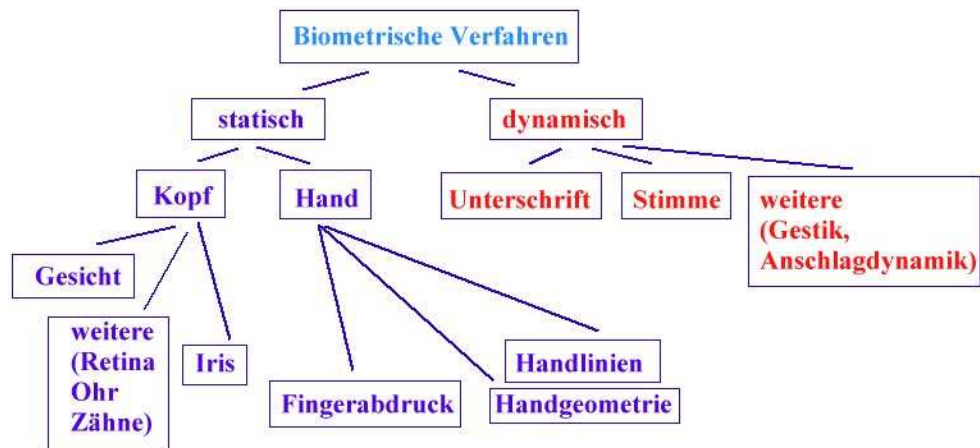 Biometrische Verfahren
statisch
dynamisch
Kopf
Hand
Unterschrift
Stimme
weitere
(Gestik,
Anschlagdynamik)
Gesicht
weitere
(Retina
Ohr
Zähne)
Iris
Fingerabdruck
Handlinien
Handgeometrie